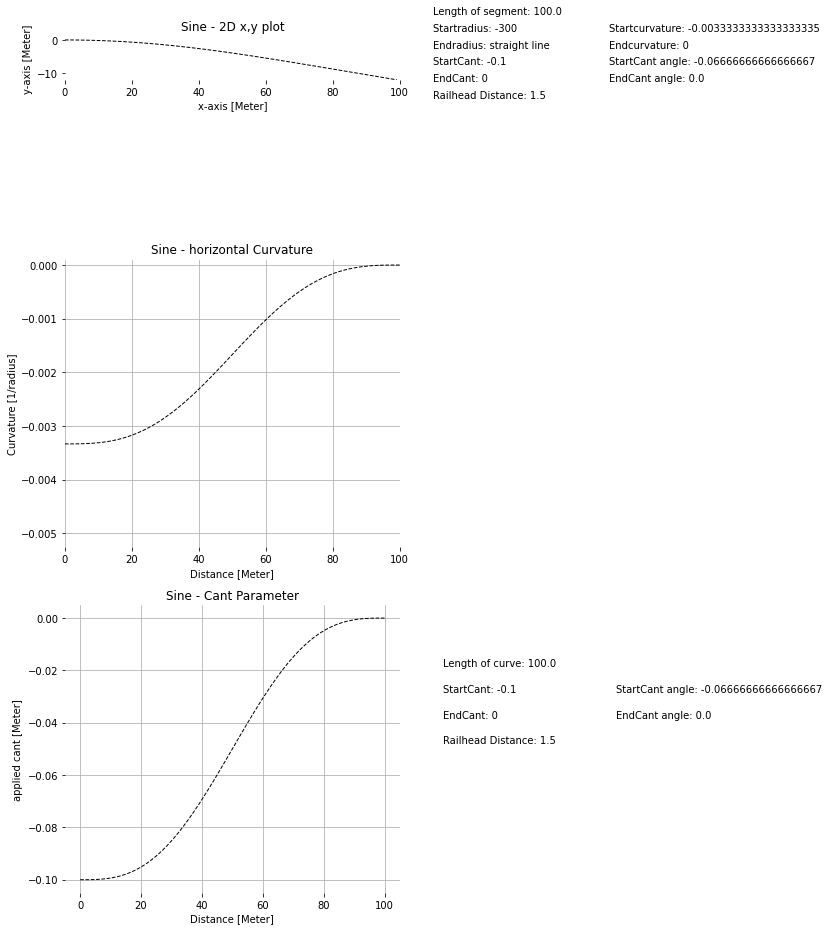 Sine - 2D x,y plot
y-axis [Meter]
0
−10
0 20 40 60 80 100
x-axis [Meter]
Length of segment: 100.0
Startradius: -300 Startcurvature: -0.0033333333333333335
Endradius: straight line Endcurvature: 0
StartCant: -0.1 StartCant angle: -0.06666666666666667
EndCant: 0 EndCant angle: 0.0
Railhead Distance: 1.5
Sine - horizontal Curvature
Curvature [1/radius]
0.000
−0.001
−0.002
−0.003
−0.004
−0.005
0 20 40 60 80 100
Distance [Meter]
Sine - Cant Parameter
applied cant [Meter]
0.00
−0.02
−0.04
−0.06
−0.08
−0.10
0 20 40 60 80 100
Distance [Meter]
Length of curve: 100.0
StartCant: -0.1 StartCant angle: -0.06666666666666667
EndCant: 0 EndCant angle: 0.0
Railhead Distance: 1.5